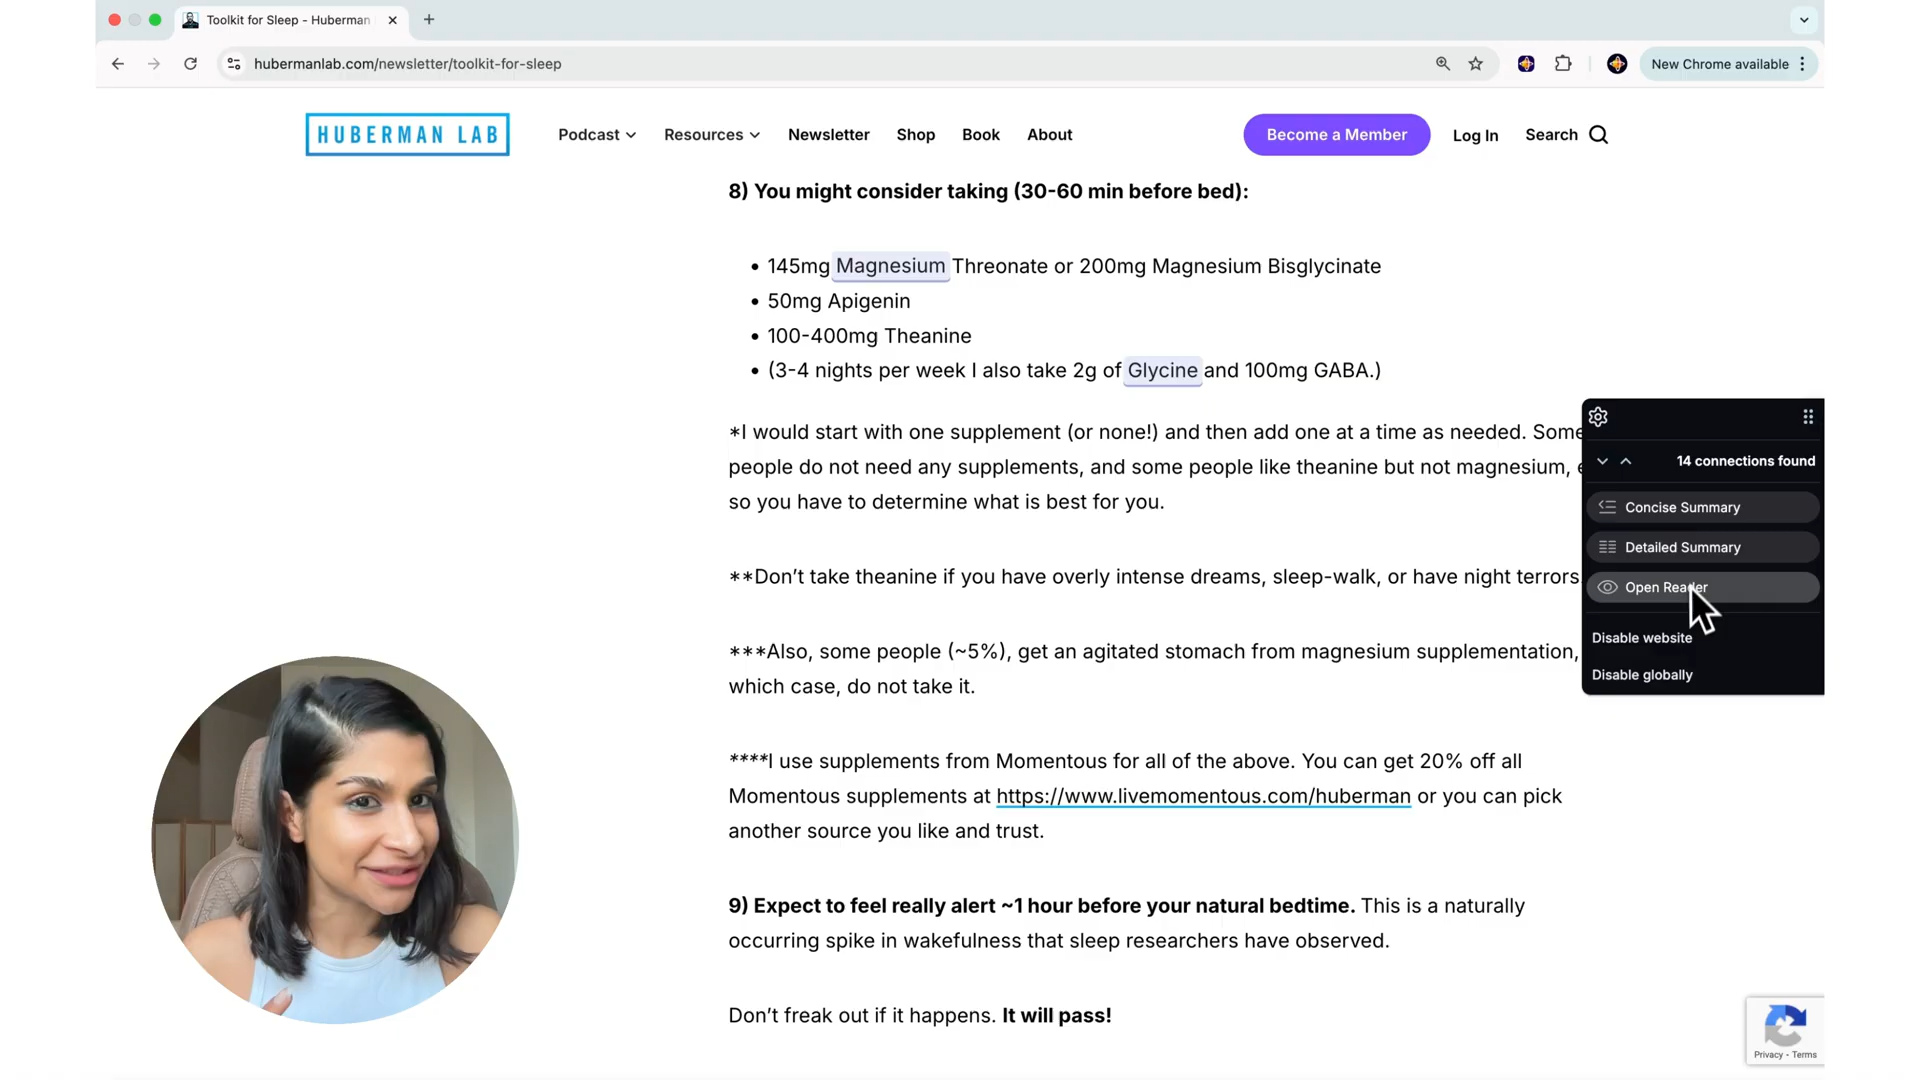 Toolkit for Sleep - Huberman
hubermanlab.com/newsletter/toolkit-for-sleep
New Chrome available
HUBERMAN LAB
Podcast
Resources
Newsletter
Shop
Book
About
Become a Member
Log In
Search
8) You might consider taking (30-60 min before bed):
• 145mg Magnesium Threonate or 200mg Magnesium Bisglycinate
• 50mg Apigenin
• 100-400mg Theanine
• (3-4 nights per week I also take 2g of Glycine and 100mg GABA.)
*I would start with one supplement (or none!) and then add one at a time as needed. Some
people do not need any supplements, and some people like theanine but not magnesium,
so you have to determine what is best for you.
**Don’t take theanine if you have overly intense dreams, sleep-walk, or have night terrors
***Also, some people (~5%), get an agitated stomach from magnesium supplementation,
which case, do not take it.
****I use supplements from Momentous for all of the above. You can get 20% off all
Momentous supplements at https://www.livemomentous.com/huberman or you can pick
another source you like and trust.
9) Expect to feel really alert ~1 hour before your natural bedtime. This is a naturally
occurring spike in wakefulness that sleep researchers have observed.
Don’t freak out if it happens. It will pass!
14 connections found
Concise Summary
Detailed Summary
Open Reader
Disable website
Disable globally
Privacy - Terms